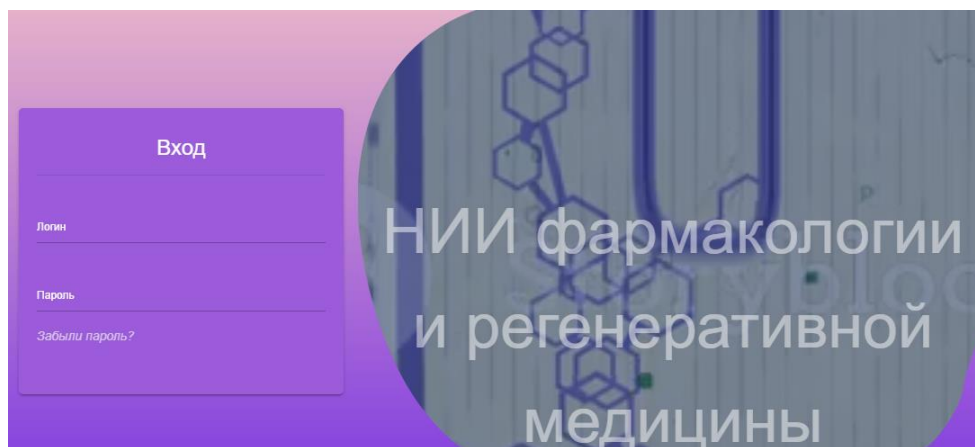 Вход
Логин
Пароль
Забыли пароль?
НИИ фармакологии
и регенеративной
медицины